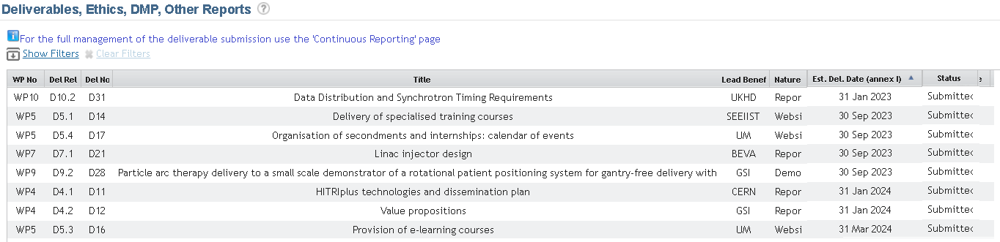 Deliverables, Ethics, DMP, Other Reports ?
i For the full management of the deliverable submission use the 'Continuous Reporting' page
Show Filters Clear Filters
WP No Del Rel Del No Title Lead Benef Nature Est. Del. Date (annex I) Status
WP10 D10.2 D31 Data Distribution and Synchrotron Timing Requirements UKHD Repor 31 Jan 2023 Submitted
WP5 D5.1 D14 Delivery of specialised training courses SEEIIST Websi 30 Sep 2023 Submitted
WP5 D5.4 D17 Organisation of secondments and internships: calendar of events UM Websi 30 Sep 2023 Submitted
WP7 D7.1 D21 Linac injector design BEVA Repor 30 Sep 2023 Submitted
WP9 D9.2 D28 Particle arc therapy delivery to a small scale demonstrator of a rotational patient positioning system for gantry-free delivery with GSI Demo 30 Sep 2023 Submitted
WP4 D4.1 D11 HITRIplus technologies and dissemination plan CERN Repor 31 Jan 2024 Submitted
WP4 D4.2 D12 Value propositions GSI Repor 31 Jan 2024 Submitted
WP5 D5.3 D16 Provision of e-learning courses UM Websi 31 Mar 2024 Submitted